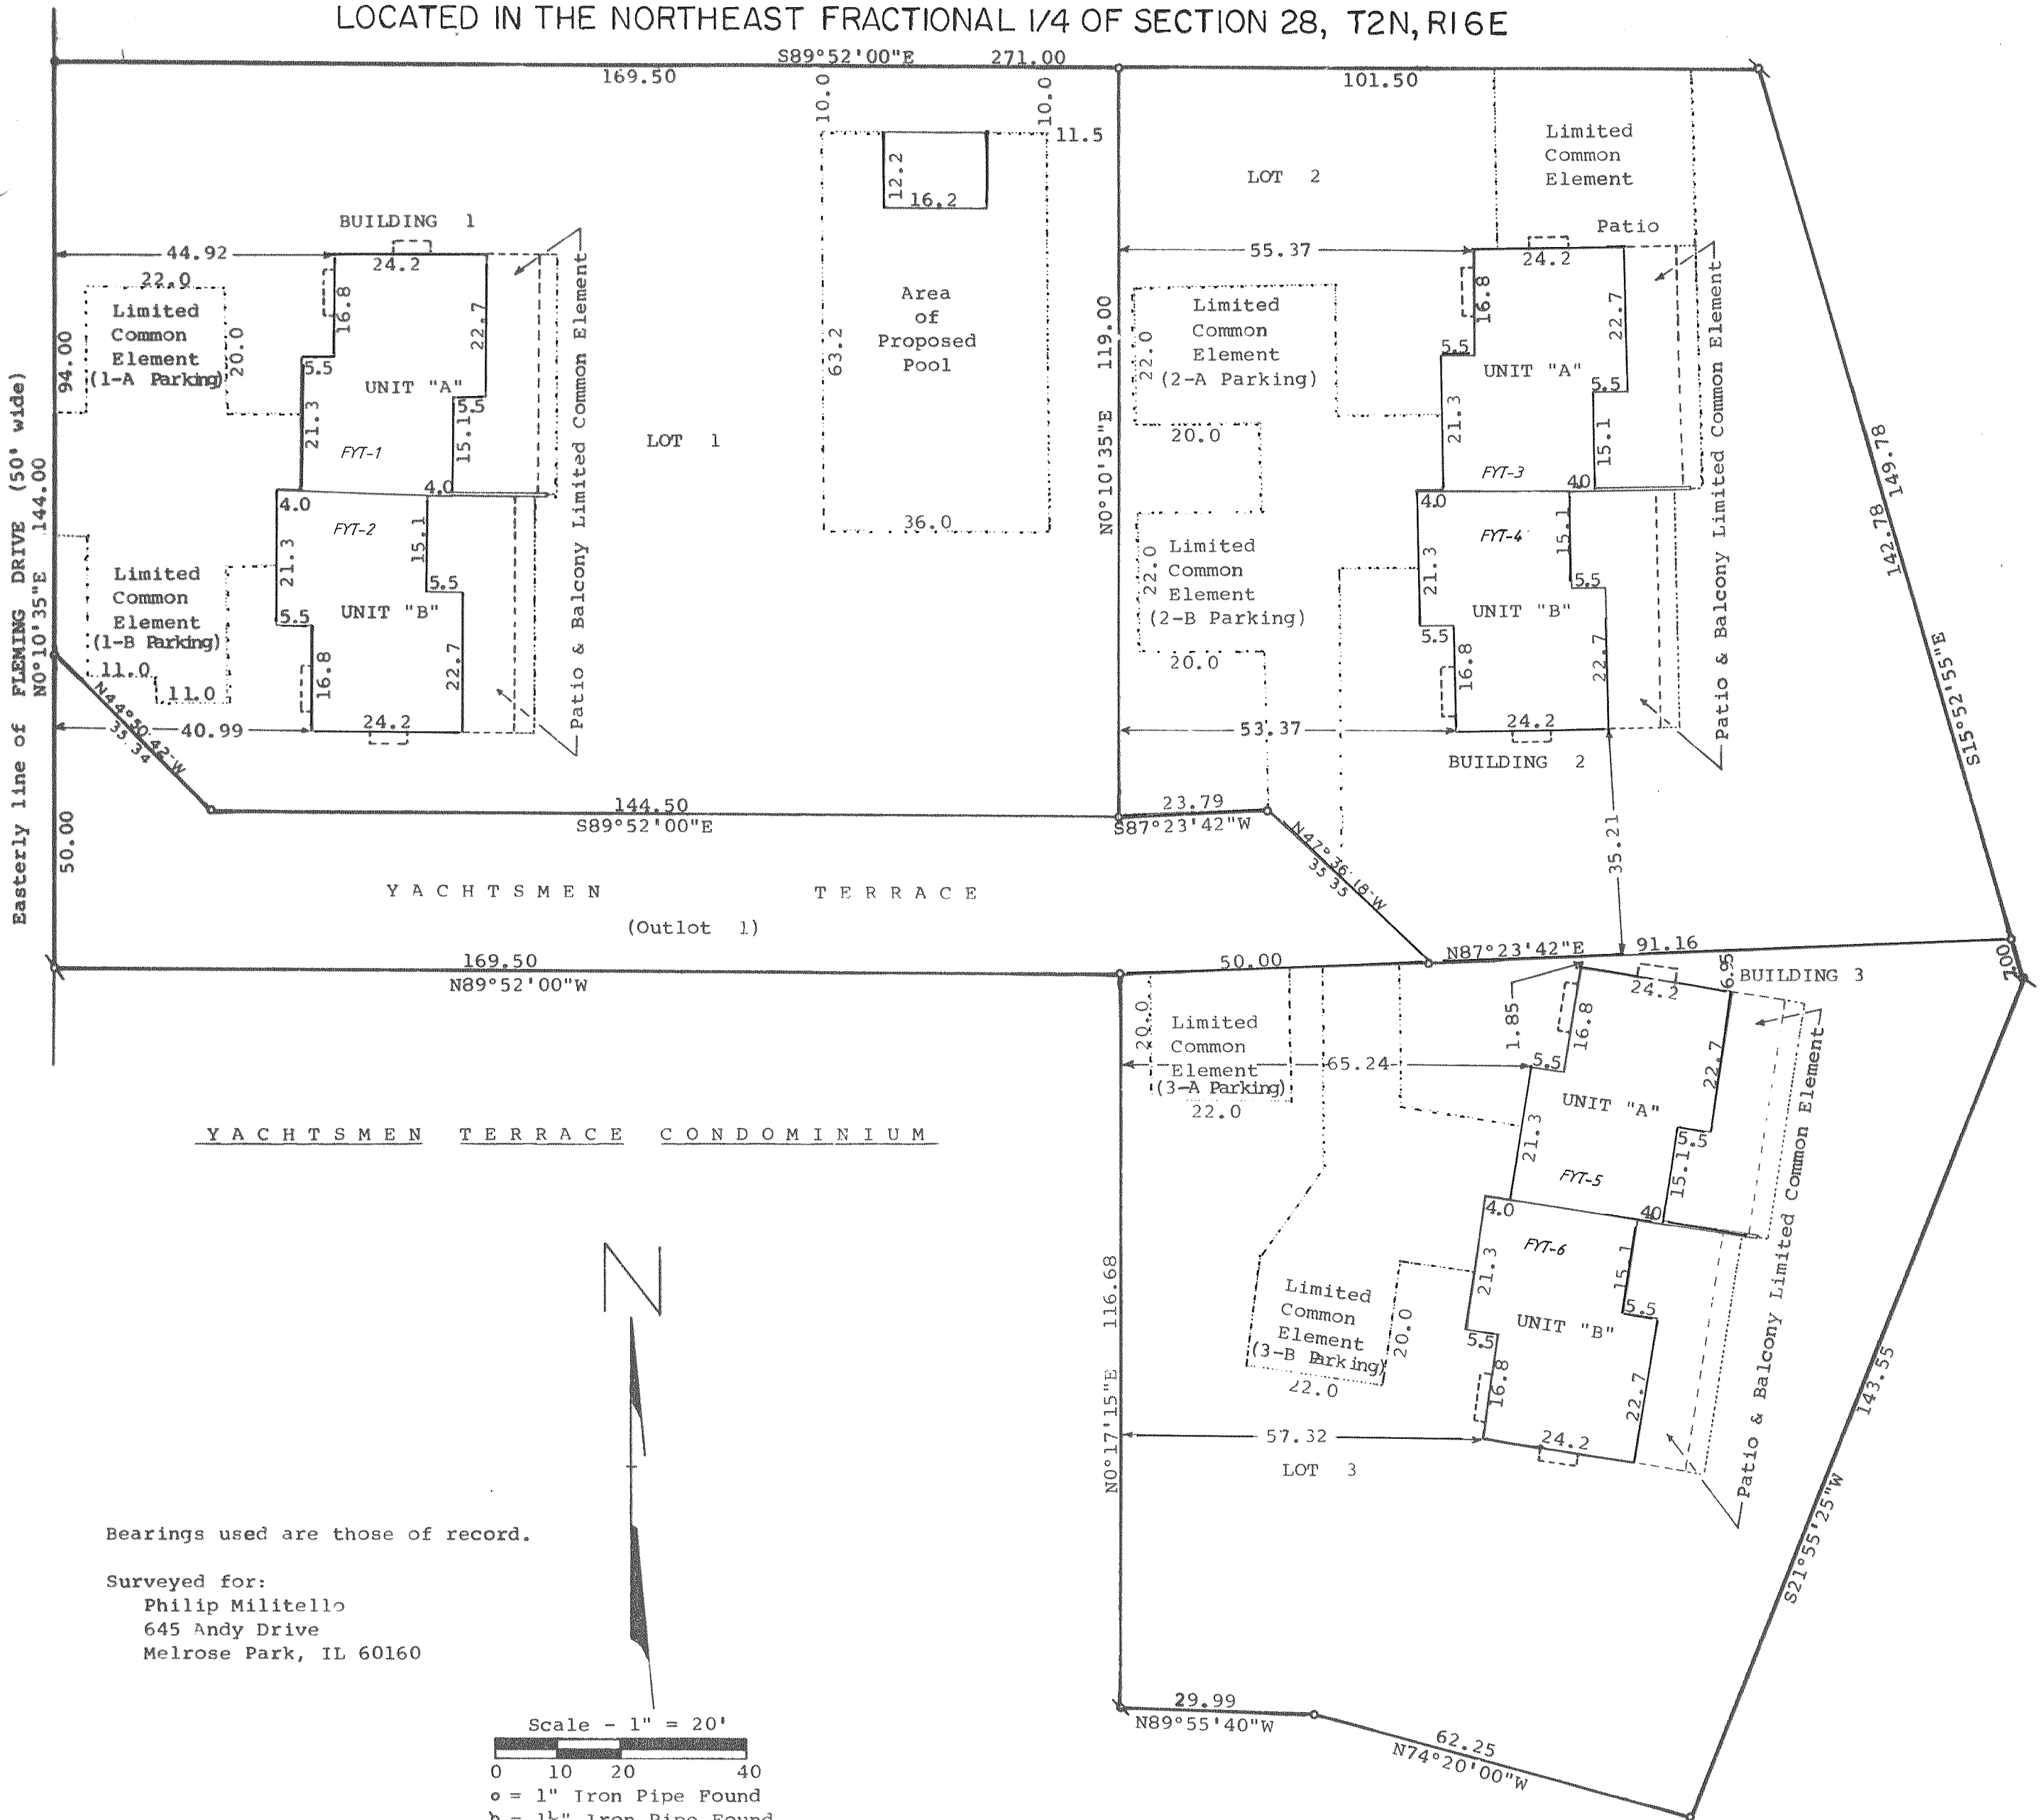 LOCATED IN THE NORTHEAST FRACTIONAL 1/4 OF SECTION 28, T2N, R16E
S89°52'00"E 271.00
169.50
101.50
10.0
10.0
11.5
12.2
16.2
Area
of
Proposed
Pool
63.2
36.0
Easterly line of FLEMING DRIVE (50' wide)
N0°10'35"E 144.00
94.00
50.00
BUILDING 1
44.92
24.2
22.0
Limited
Common
Element
(1-A Parking)
20.0
16.8
22.7
5.5
UNIT "A"
5.5
21.3
15.1
FYT-1
4.0
4.0
FYT-2
15.1
21.3
5.5
5.5
UNIT "B"
Limited
Common
Element
(1-B Parking)
11.0
11.0
16.8
22.7
24.2
40.99
N44°50'42"W
35.34
Patio & Balcony Limited Common Element
LOT 1
144.50
S89°52'00"E
N0°10'35"E 119.00
LOT 2
Limited
Common
Element
Patio
55.37
24.2
Limited
Common
Element
(2-A Parking)
22.0
20.0
16.8
22.7
5.5
UNIT "A"
5.5
21.3
15.1
FYT-3
4.0
40
FYT-4
15.1
21.3
5.5
5.5
UNIT "B"
Limited
Common
Element
(2-B Parking)
22.0
20.0
16.8
22.7
24.2
53.37
BUILDING 2
Patio & Balcony Limited Common Element
142.78 149.78
S15°52'55"E
35.21
23.79
S87°23'42"W
N47°36'18"W
35.35
YACHTSMEN TERRACE
(Outlot 1)
169.50
N89°52'00"W
50.00
N87°23'42"E 91.16
7.00
BUILDING 3
6.95
24.2
1.85
16.8
22.7
20.0
Limited
Common
Element
(3-A Parking)
22.0
65.24
5.5
UNIT "A"
5.5
21.3
15.1
FYT-5
4.0
40
FYT-6
15.1
21.3
5.5
5.5
UNIT "B"
Limited
Common
Element
(3-B Parking)
20.0
22.0
16.8
22.7
24.2
57.32
LOT 3
Patio & Balcony Limited Common Element
N0°17'15"E 116.68
143.55
S21°55'25"W
29.99
N89°55'40"W
62.25
N74°20'00"W
YACHTSMEN TERRACE CONDOMINIUM
N
Bearings used are those of record.
Surveyed for:
Philip Militello
645 Andy Drive
Melrose Park, IL 60160
Scale - 1" = 20'
0 10 20 40
o = 1" Iron Pipe Found
= 1¼" Iron Pipe Found